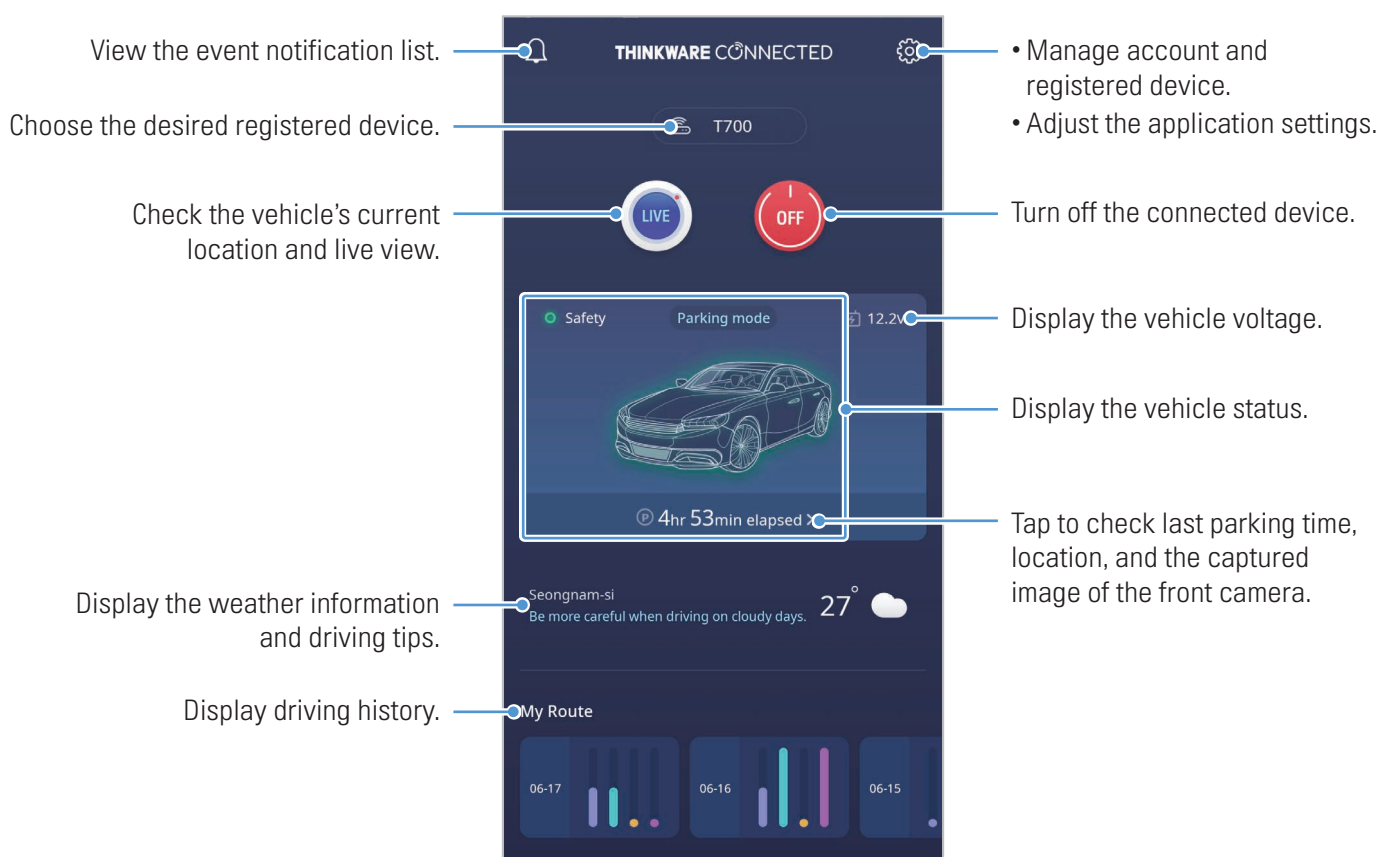 View the event notification list.
THINKWARE CONNECTED
• Manage account and
registered device.
• Adjust the application settings.
Choose the desired registered device.
T700
Check the vehicle's current
location and live view.
LIVE
OFF
Turn off the connected device.
Safety
Parking mode
12.2v
Display the vehicle voltage.
Display the vehicle status.
P 4hr 53min elapsed
Tap to check last parking time,
location, and the captured
image of the front camera.
Display the weather information
and driving tips.
Seongnam-si
Be more careful when driving on cloudy days.
27°
Display driving history.
My Route
06-17
06-16
06-15